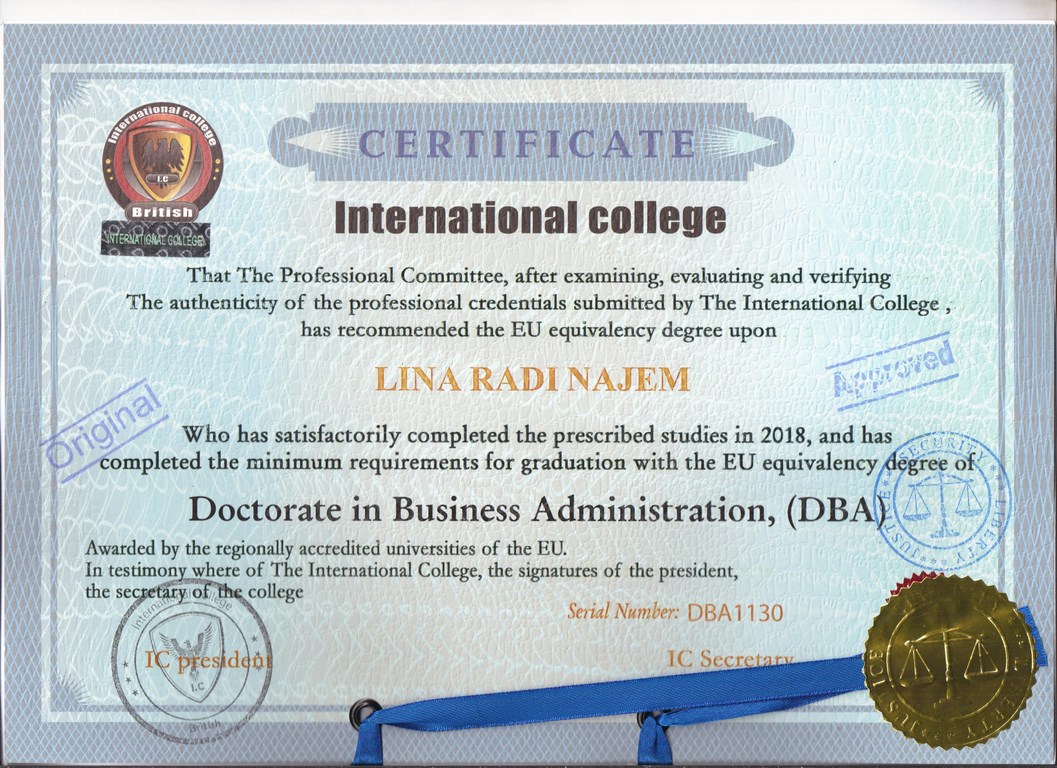 International college
I.C
British
INTERNATIONAL COLLEGE
CERTIFICATE
International college
That The Professional Committee, after examining, evaluating and verifying
The authenticity of the professional credentials submitted by The International College ,
has recommended the EU equivalency degree upon
LINA RADI NAJEM
Approved
Original
Who has satisfactorily completed the prescribed studies in 2018, and has
completed the minimum requirements for graduation with the EU equivalency degree of
SECURITY
JUSTICE
LIBERTY
Doctorate in Business Administration, (DBA)
Awarded by the regionally accredited universities of the EU.
In testimony where of The International College, the signatures of the president,
the secretary of the college
Serial Number: DBA1130
International college
IC president
I.C
British
IC Secretary
JUSTICE